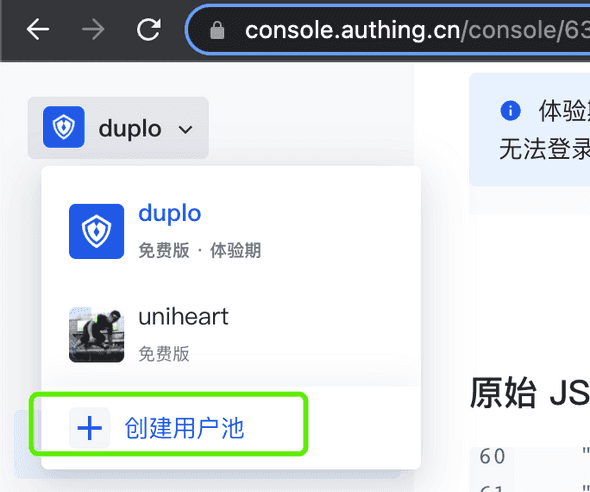 console.authing.cn/console/63
duplo
体验期
无法登录
duplo
免费版 · 体验期
uniheart
免费版
创建用户池
原始 JS
60 "
61 "